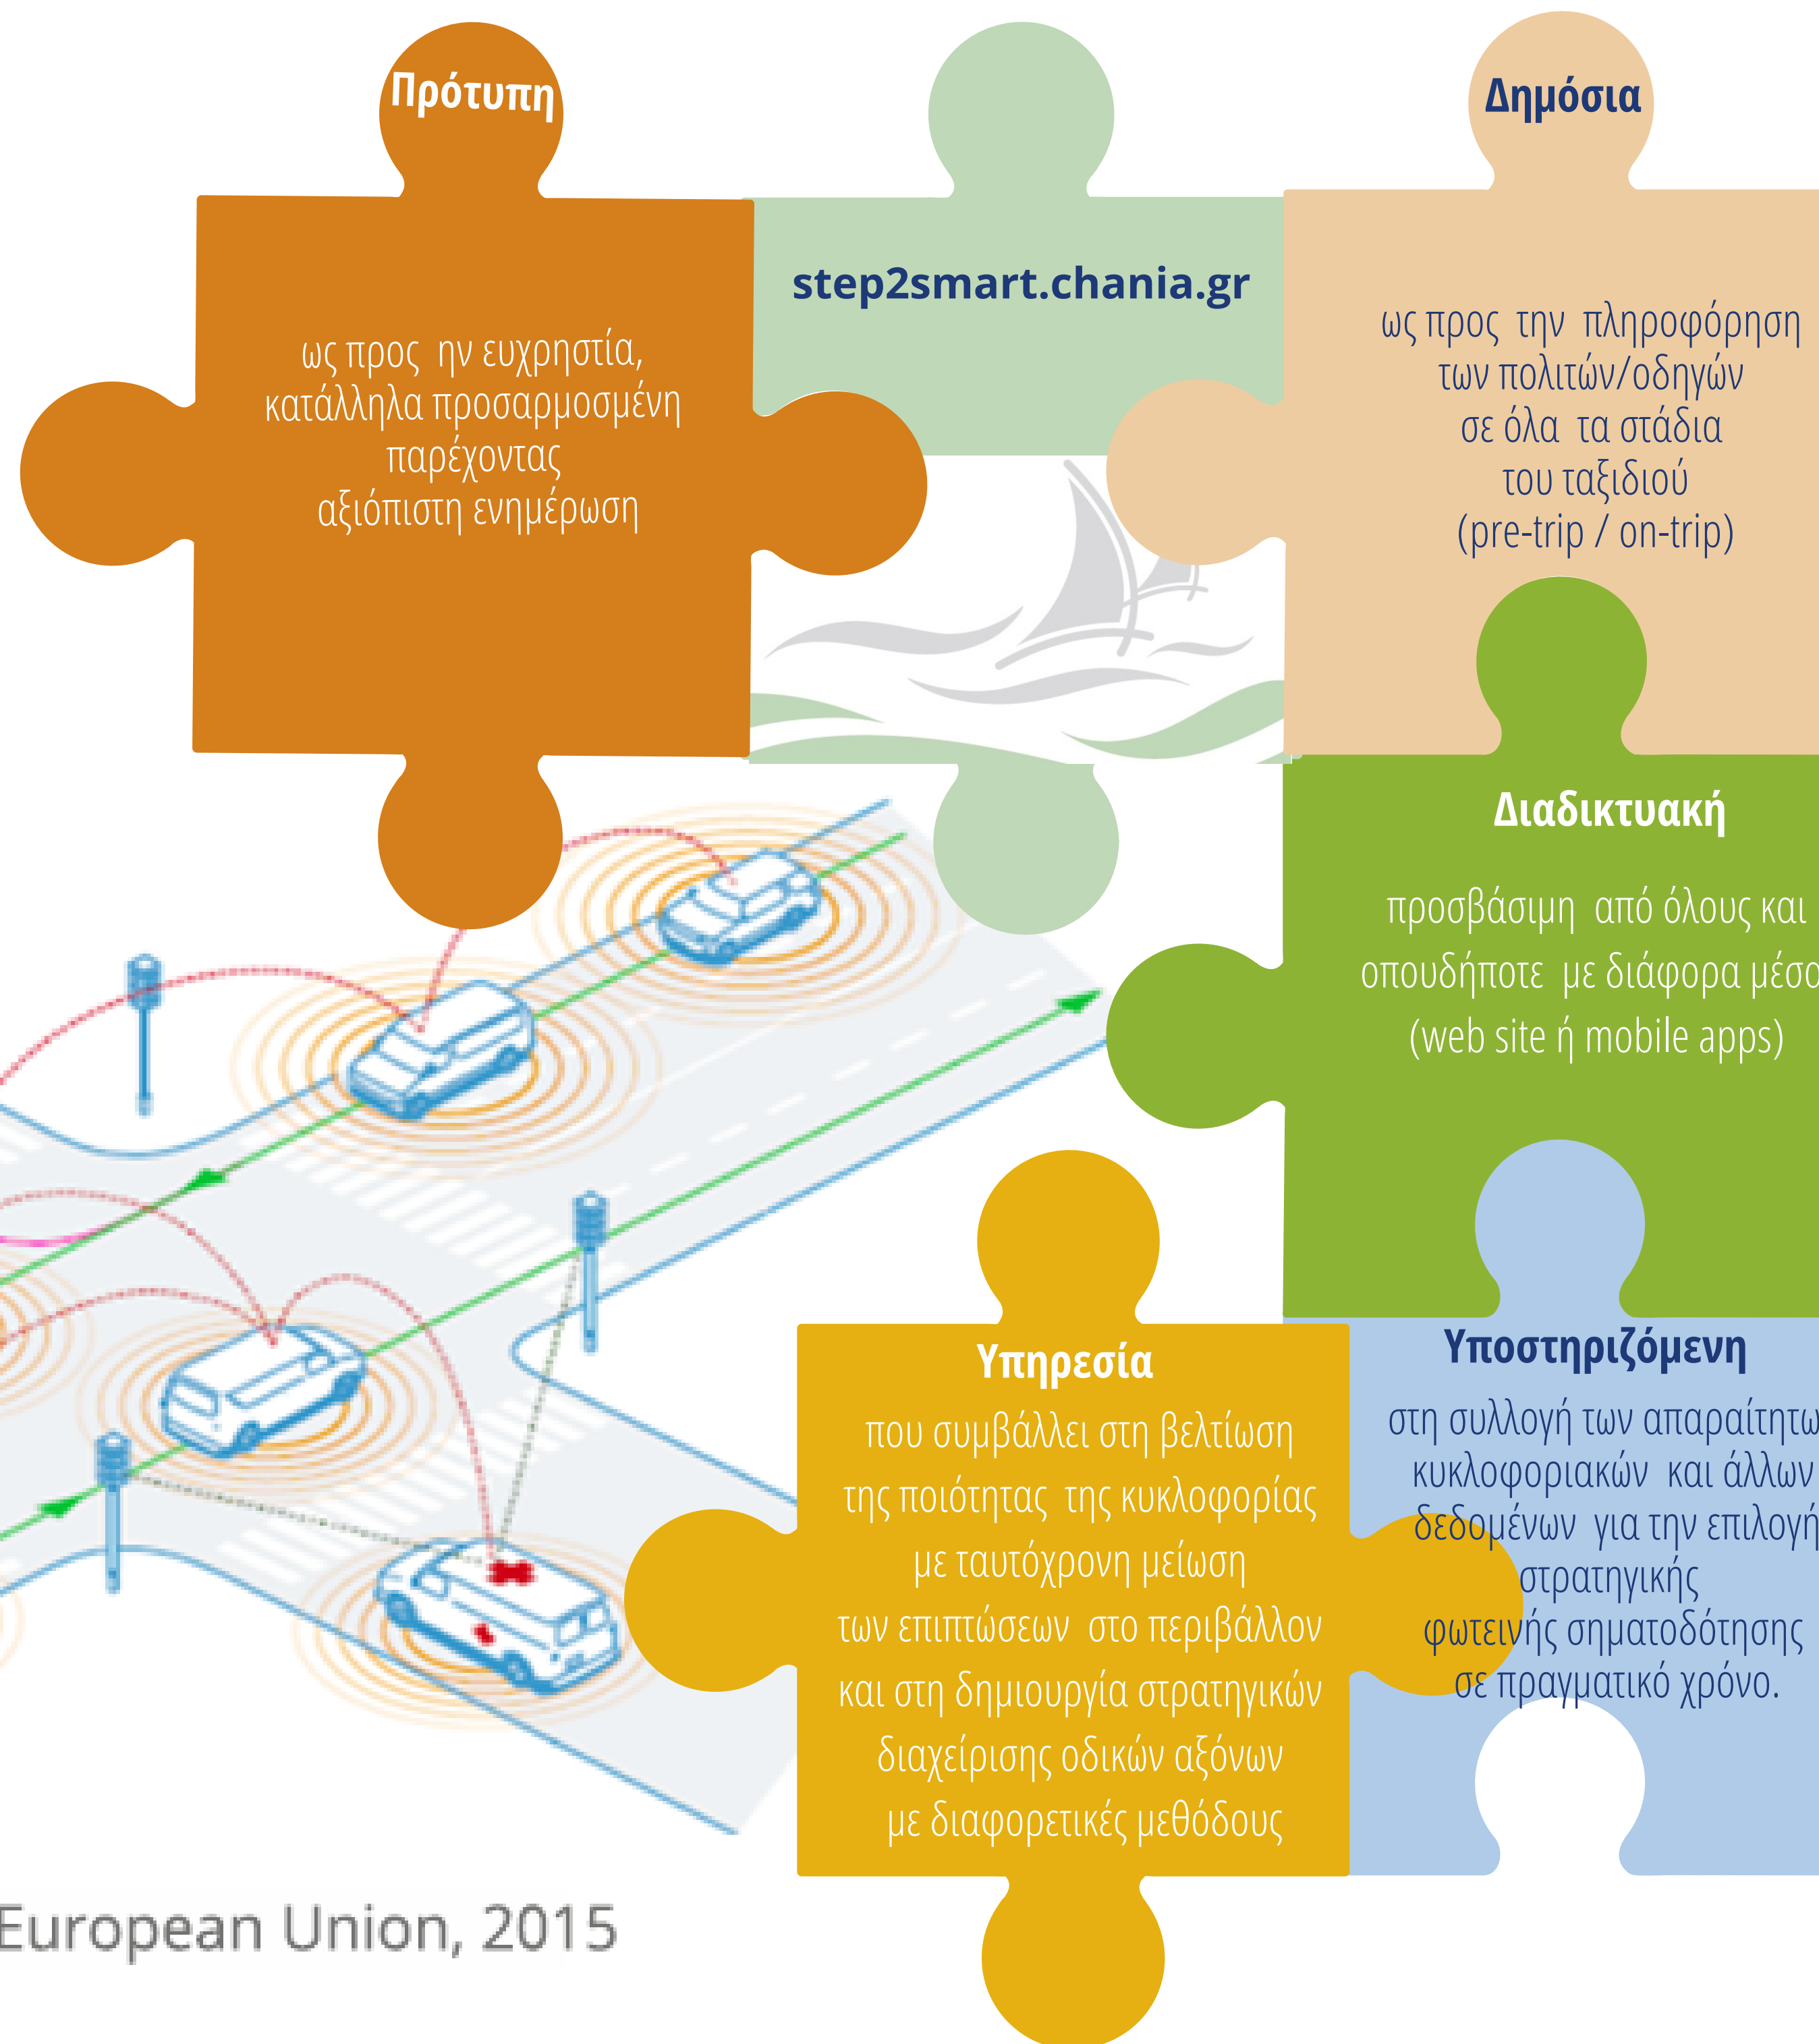 Πρότυπη
ως προς ην ευχρηστία,
κατάλληλα προσαρμοσμένη
παρέχοντας
αξιόπιστη ενημέρωση
step2smart.chania.gr
Δημόσια
ως προς την πληροφόρηση
των πολιτών/οδηγών
σε όλα τα στάδια
του ταξιδιού
(pre-trip / on-trip)
Διαδικτυακή
προσβάσιμη από όλους και
οπουδήποτε με διάφορα μέσα
(web site ή mobile apps)
Υπηρεσία
που συμβάλλει στη βελτίωση
της ποιότητας της κυκλοφορίας
με ταυτόχρονη μείωση
των επιπτώσεων στο περιβάλλον
και στη δημιουργία στρατηγικών
διαχείρισης οδικών αξόνων
με διαφορετικές μεθόδους
Υποστηριζόμενη
στη συλλογή των απαραίτητω
κυκλοφοριακών και άλλων
δεδομένων για την επιλογή
στρατηγικής
φωτεινής σηματοδότησης
σε πραγματικό χρόνο.
European Union, 2015